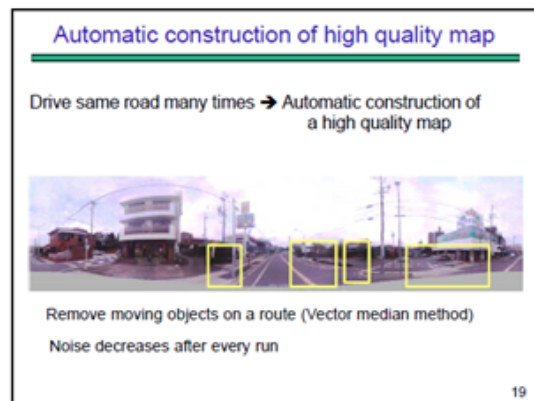 Automatic construction of high quality map
Drive same road many times ➔ Automatic construction of
a high quality map
Remove moving objects on a route (Vector median method)
Noise decreases after every run
19